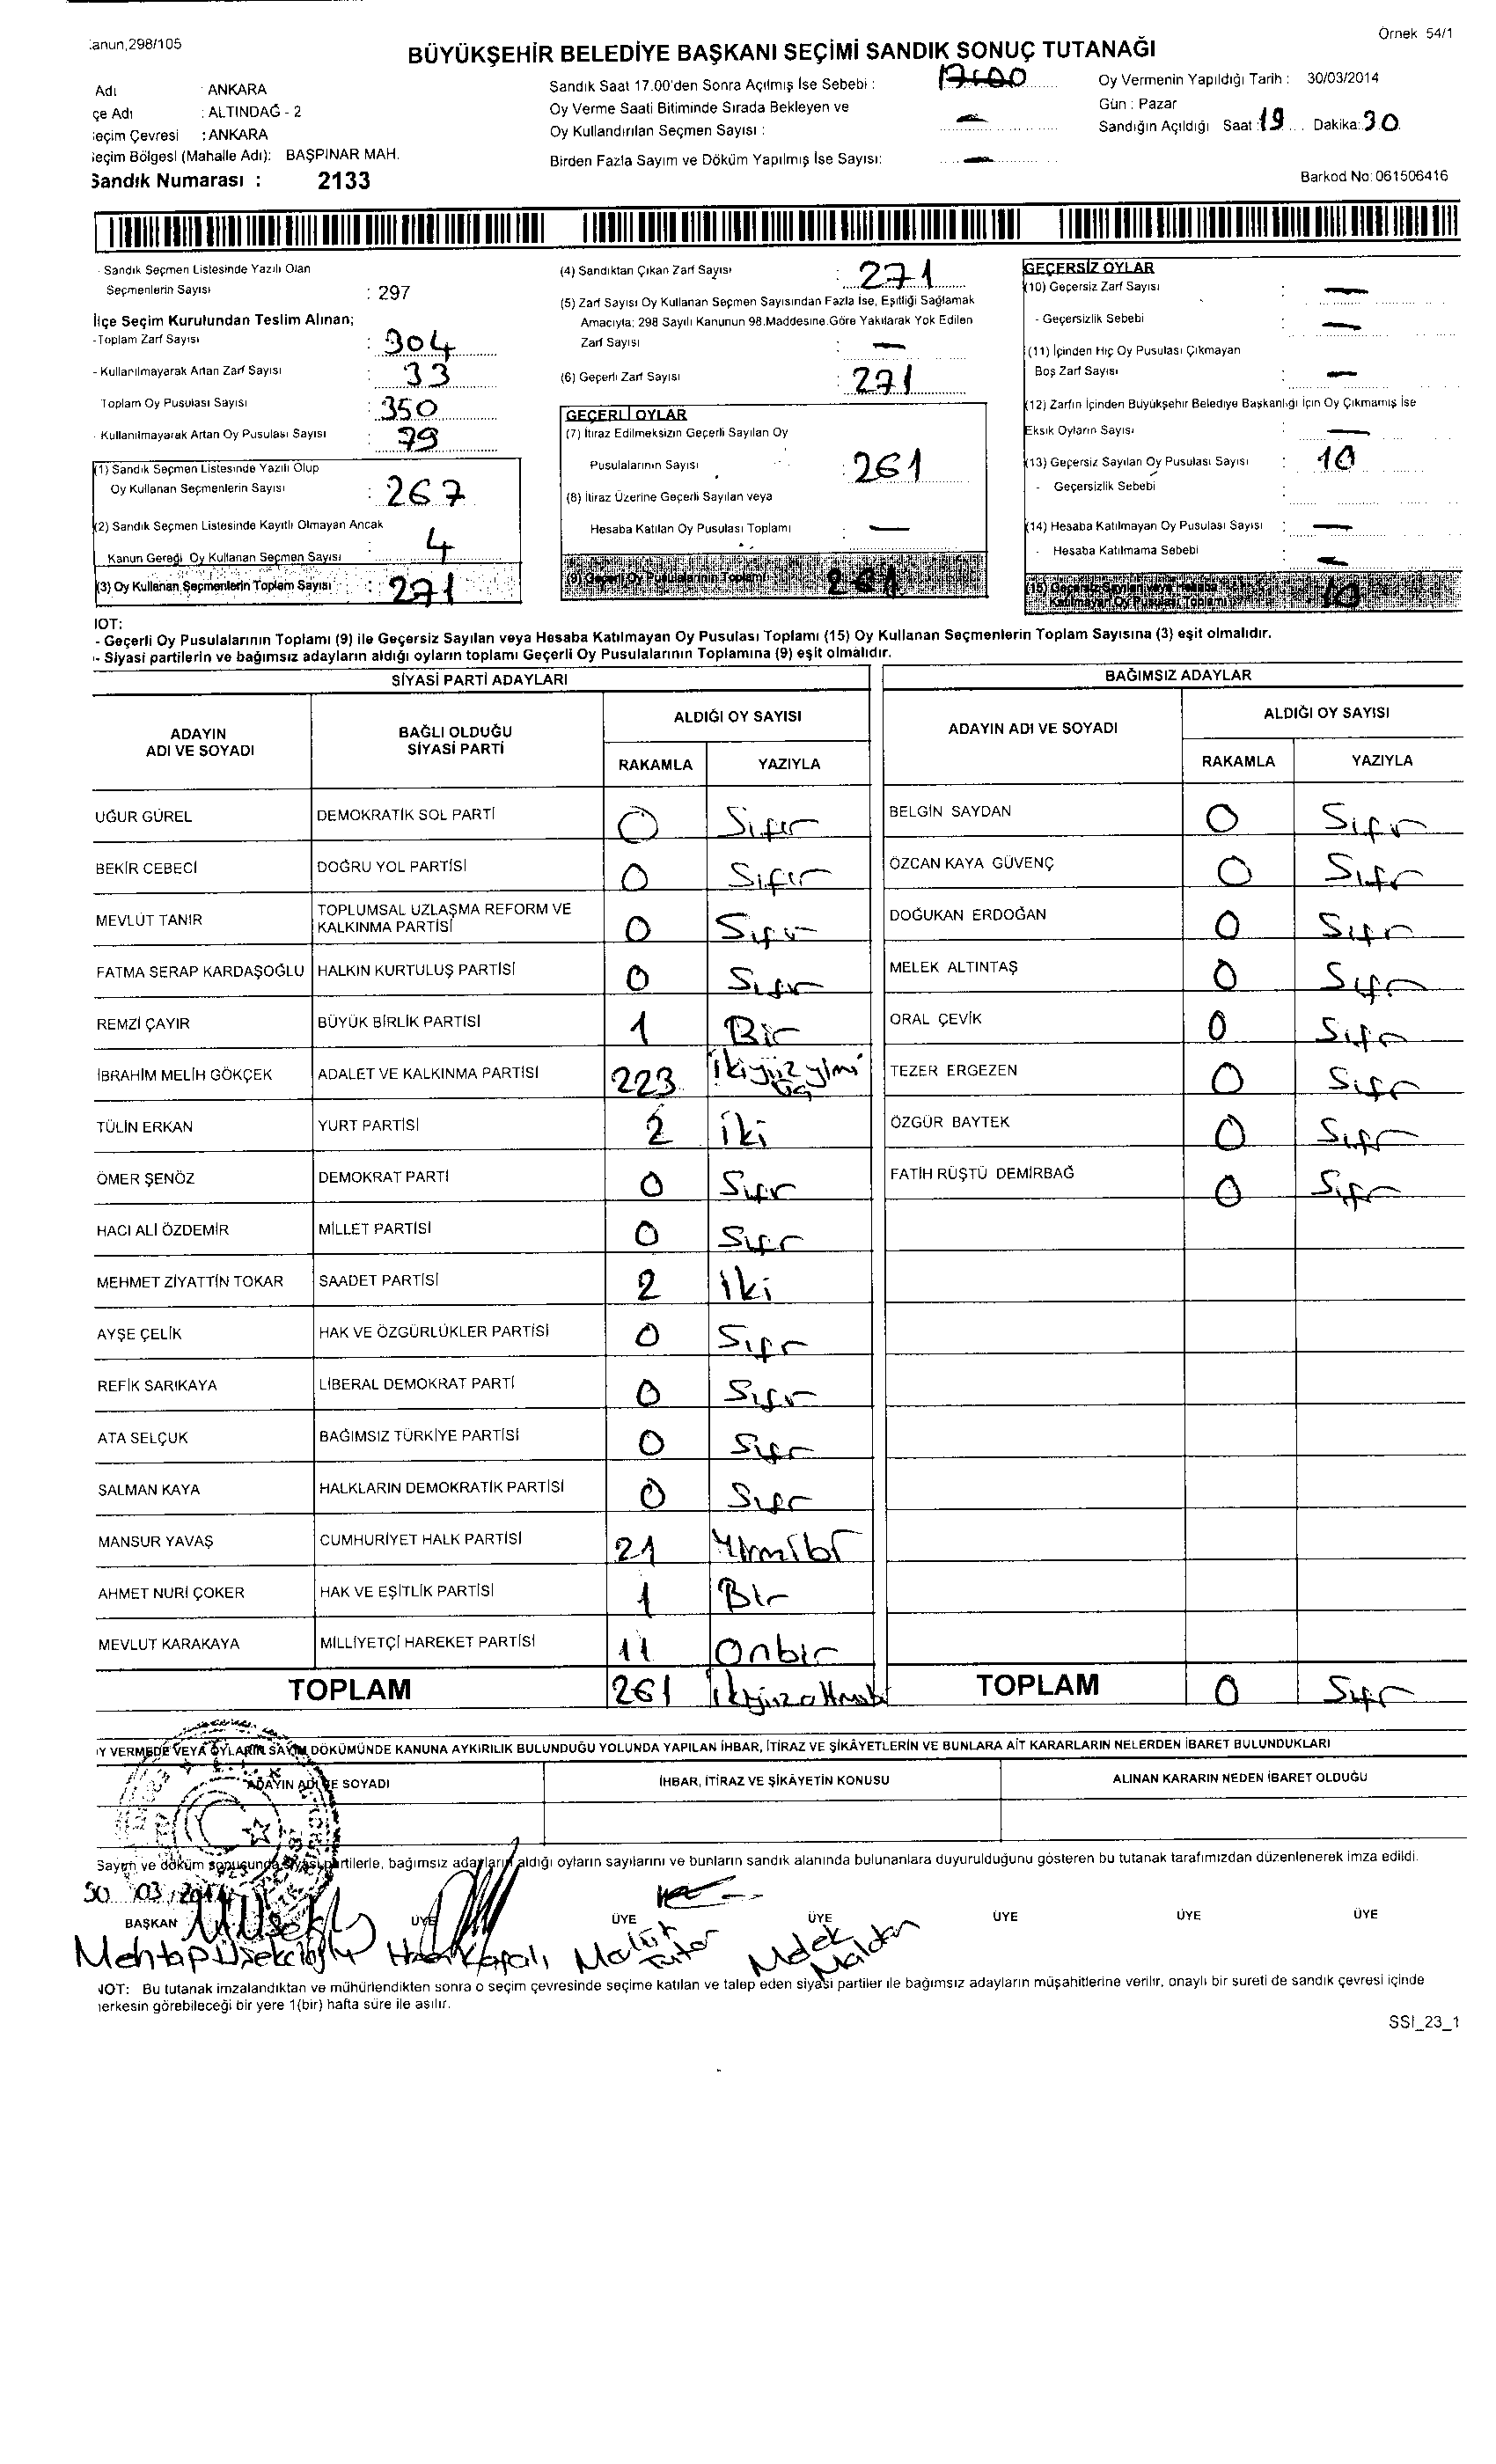 Kanun,298/105
Örnek 54/1
BÜYÜKŞEHİR BELEDİYE BAŞKANI SEÇİMİ SANDIK SONUÇ TUTANAĞI
Adı : ANKARA
çe Adı : ALTINDAĞ - 2
eçim Çevresi : ANKARA
eçim Bölgesi (Mahalle Adı): BAŞPINAR MAH.
Sandık Numarası : 2133
Sandık Saat 17.00'den Sonra Açılmış İse Sebebi : 17:00
Oy Verme Saati Bitiminde Sırada Bekleyen ve
Oy Kullandırılan Seçmen Sayısı : —
Birden Fazla Sayım ve Döküm Yapılmış İse Sayısı: —
Oy Vermenin Yapıldığı Tarih : 30/03/2014
Gün : Pazar
Sandığın Açıldığı Saat : 19 Dakika: 30
Barkod No: 061506416
- Sandık Seçmen Listesinde Yazılı Olan
Seçmenlerin Sayısı : 297
İlçe Seçim Kurulundan Teslim Alınan;
-Toplam Zarf Sayısı : 304
- Kullanılmayarak Artan Zarf Sayısı : 33
Toplam Oy Pusulası Sayısı : 350
- Kullanılmayarak Artan Oy Pusulası Sayısı : 79
(1) Sandık Seçmen Listesinde Yazılı Olup
Oy Kullanan Seçmenlerin Sayısı : 267
(2) Sandık Seçmen Listesinde Kayıtlı Olmayan Ancak
Kanun Gereği Oy Kullanan Seçmen Sayısı : 4
(3) Oy Kullanan Seçmenlerin Toplam Sayısı : 271
(4) Sandıktan Çıkan Zarf Sayısı : 271
(5) Zarf Sayısı Oy Kullanan Seçmen Sayısından Fazla İse, Eşitliği Sağlamak
Amacıyla; 298 Sayılı Kanunun 98.Maddesine Göre Yakılarak Yok Edilen
Zarf Sayısı : —
(6) Geçerli Zarf Sayısı : 271
GEÇERLİ OYLAR
(7) İtiraz Edilmeksizin Geçerli Sayılan Oy
Pusulalarının Sayısı : 261
(8) İtiraz Üzerine Geçerli Sayılan veya
Hesaba Katılan Oy Pusulası Toplamı : —
(9) Geçerli Oy Pusulalarının Toplamı : 261
GEÇERSİZ OYLAR
(10) Geçersiz Zarf Sayısı : —
- Geçersizlik Sebebi : —
(11) İçinden Hiç Oy Pusulası Çıkmayan
Boş Zarf Sayısı : —
(12) Zarfın İçinden Büyükşehir Belediye Başkanlığı İçin Oy Çıkmamış İse
Eksik Oyların Sayısı : —
(13) Geçersiz Sayılan Oy Pusulası Sayısı : 10
- Geçersizlik Sebebi :
(14) Hesaba Katılmayan Oy Pusulası Sayısı : —
- Hesaba Katılmama Sebebi : —
(15) Geçersiz Sayılan veya Hesaba
Katılmayan Oy Pusulası Toplamı : 10
NOT:
- Geçerli Oy Pusulalarının Toplamı (9) ile Geçersiz Sayılan veya Hesaba Katılmayan Oy Pusulası Toplamı (15) Oy Kullanan Seçmenlerin Toplam Sayısına (3) eşit olmalıdır.
- Siyasi partilerin ve bağımsız adayların aldığı oyların toplamı Geçerli Oy Pusulalarının Toplamına (9) eşit olmalıdır.
SİYASİ PARTİ ADAYLARI
ADAYIN ADI VE SOYADI BAĞLI OLDUĞU SİYASİ PARTİ ALDIĞI OY SAYISI
RAKAMLA YAZIYLA
UĞUR GÜREL DEMOKRATİK SOL PARTİ 0 Sıfır
BEKİR CEBECİ DOĞRU YOL PARTİSİ 0 Sıfır
MEVLÜT TANIR TOPLUMSAL UZLAŞMA REFORM VE KALKINMA PARTİSİ 0 Sıfır
FATMA SERAP KARDAŞOĞLU HALKIN KURTULUŞ PARTİSİ 0 Sıfır
REMZİ ÇAYIR BÜYÜK BİRLİK PARTİSİ 1 Bir
İBRAHİM MELİH GÖKÇEK ADALET VE KALKINMA PARTİSİ 223 ikiyüz yirmi üç
TÜLİN ERKAN YURT PARTİSİ 2 iki
ÖMER ŞENÖZ DEMOKRAT PARTİ 0 Sıfır
HACI ALİ ÖZDEMİR MİLLET PARTİSİ 0 Sıfır
MEHMET ZİYATTİN TOKAR SAADET PARTİSİ 2 iki
AYŞE ÇELİK HAK VE ÖZGÜRLÜKLER PARTİSİ 0 Sıfır
REFİK SARIKAYA LİBERAL DEMOKRAT PARTİ 0 Sıfır
ATA SELÇUK BAĞIMSIZ TÜRKİYE PARTİSİ 0 Sıfır
SALMAN KAYA HALKLARIN DEMOKRATİK PARTİSİ 0 Sıfır
MANSUR YAVAŞ CUMHURİYET HALK PARTİSİ 21 Yirmibir
AHMET NURİ ÇOKER HAK VE EŞİTLİK PARTİSİ 1 Bir
MEVLUT KARAKAYA MİLLİYETÇİ HAREKET PARTİSİ 11 Onbir
TOPLAM 261 ikiyüzaltmışbir
BAĞIMSIZ ADAYLAR
ADAYIN ADI VE SOYADI ALDIĞI OY SAYISI
RAKAMLA YAZIYLA
BELGİN SAYDAN 0 Sıfır
ÖZCAN KAYA GÜVENÇ 0 Sıfır
DOĞUKAN ERDOĞAN 0 Sıfır
MELEK ALTINTAŞ 0 Sıfır
ORAL ÇEVİK 0 Sıfır
TEZER ERGEZEN 0 Sıfır
ÖZGÜR BAYTEK 0 Sıfır
FATİH RÜŞTÜ DEMİRBAĞ 0 Sıfır
TOPLAM 0 Sıfır
OY VERMEDE VEYA OYLARIN SAYIM DÖKÜMÜNDE KANUNA AYKIRILIK BULUNDUĞU YOLUNDA YAPILAN İHBAR, İTİRAZ VE ŞİKÂYETLERİN VE BUNLARA AİT KARARLARIN NELERDEN İBARET BULUNDUKLARI
ADAYIN ADI VE SOYADI İHBAR, İTİRAZ VE ŞİKÂYETİN KONUSU ALINAN KARARIN NEDEN İBARET OLDUĞU
Sayım ve döküm sonucunda siyasi partilerle, bağımsız adayların aldığı oyların sayılarını ve bunların sandık alanında bulunanlara duyurulduğunu gösteren bu tutanak tarafımızdan düzenlenerek imza edildi.
30 03 2014
BAŞKAN ÜYE ÜYE ÜYE ÜYE ÜYE ÜYE
Mehtap Melek
NOT: Bu tutanak imzalandıktan ve mühürlendikten sonra o seçim çevresinde seçime katılan ve talep eden siyasi partiler ile bağımsız adayların müşahitlerine verilir, onaylı bir sureti de sandık çevresi içinde
herkesin görebileceği bir yere 1(bir) hafta süre ile asılır.
SSI_23_1